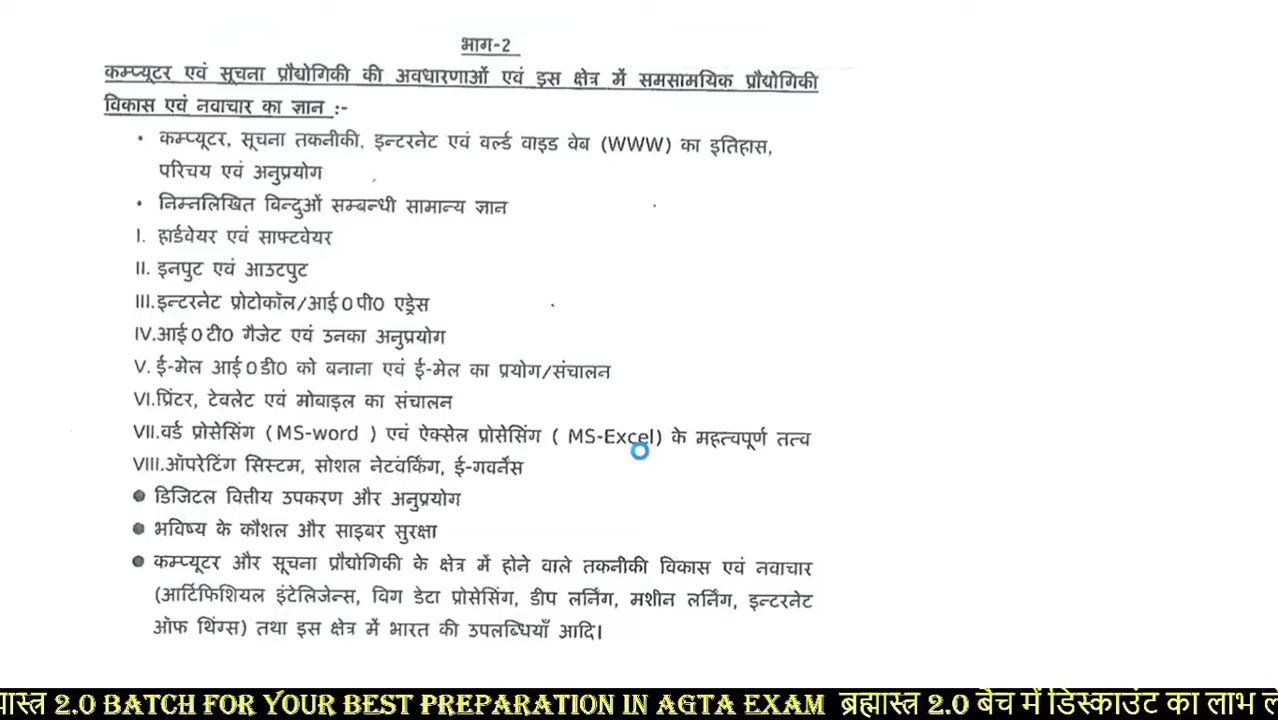 भाग-2
कम्प्यूटर एवं सूचना प्रौद्योगिकी की अवधारणाओं एवं इस क्षेत्र में समसामयिक प्रौद्योगिकी
विकास एवं नवाचार का ज्ञान :-
• कम्प्यूटर, सूचना तकनीकी, इन्टरनेट एवं वर्ल्ड वाइड वेब (WWW) का इतिहास,
परिचय एवं अनुप्रयोग
• निम्नलिखित विन्दुओं सम्बन्धी सामान्य ज्ञान
I. हार्डवेयर एवं साफ्टवेयर
II. इनपुट एवं आउटपुट
III.इन्टरनेट प्रोटोकॉल/आई0पी0 एड्रेस
IV.आई0टी0 गैजेट एवं उनका अनुप्रयोग
V. ई-मेल आई0डी0 को बनाना एवं ई-मेल का प्रयोग/संचालन
VI.प्रिंटर, टेवलेट एवं मोवाइल का संचालन
VII.वर्ड प्रोसेसिंग (MS-word ) एवं ऐक्सेल प्रोसेसिंग ( MS-Excel) के महत्वपूर्ण तत्व
VIII.ऑपरेटिंग सिस्टम, सोशल नेटवर्किंग, ई-गवर्नेंस
● डिजिटल वित्तीय उपकरण और अनुप्रयोग
● भविष्य के कौशल और साइबर सुरक्षा
● कम्प्यूटर और सूचना प्रौद्योगिकी के क्षेत्र में होने वाले तकनीकी विकास एवं नवाचार
(आर्टिफिशियल इंटेलिजेन्स, विग डेटा प्रोसेसिंग, डीप लर्निंग, मशीन लर्निंग, इन्टरनेट
ऑफ थिंग्स) तथा इस क्षेत्र में भारत की उपलब्धियाँ आदि।
2.0 BATCH FOR YOUR BEST PREPARATION IN AGTA EXAM ब्रह्मास्त्र 2.0 बैच में डिस्काउंट का लाभ